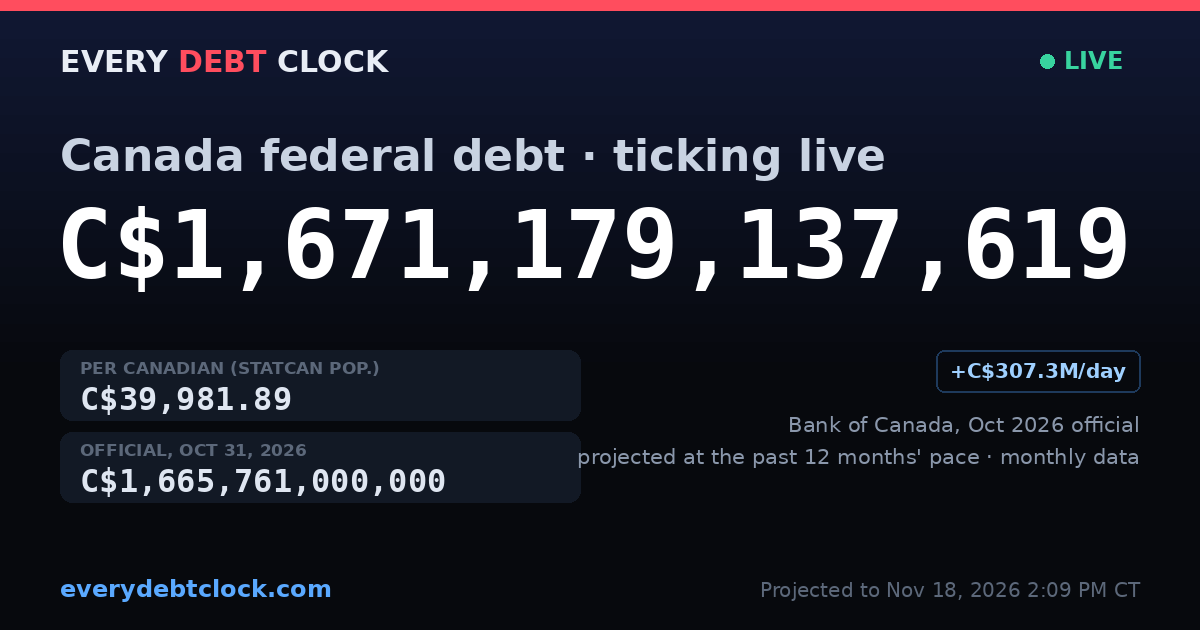 EVERY DEBT CLOCK
LIVE
Canada federal debt · ticking live
C$1,671,179,137,619
PER CANADIAN (STATCAN POP.)
C$39,981.89
OFFICIAL, OCT 31, 2026
C$1,665,761,000,000
+C$307.3M/day
Bank of Canada, Oct 2026 official
projected at the past 12 months' pace · monthly data
everydebtclock.com
Projected to Nov 18, 2026 2:09 PM CT